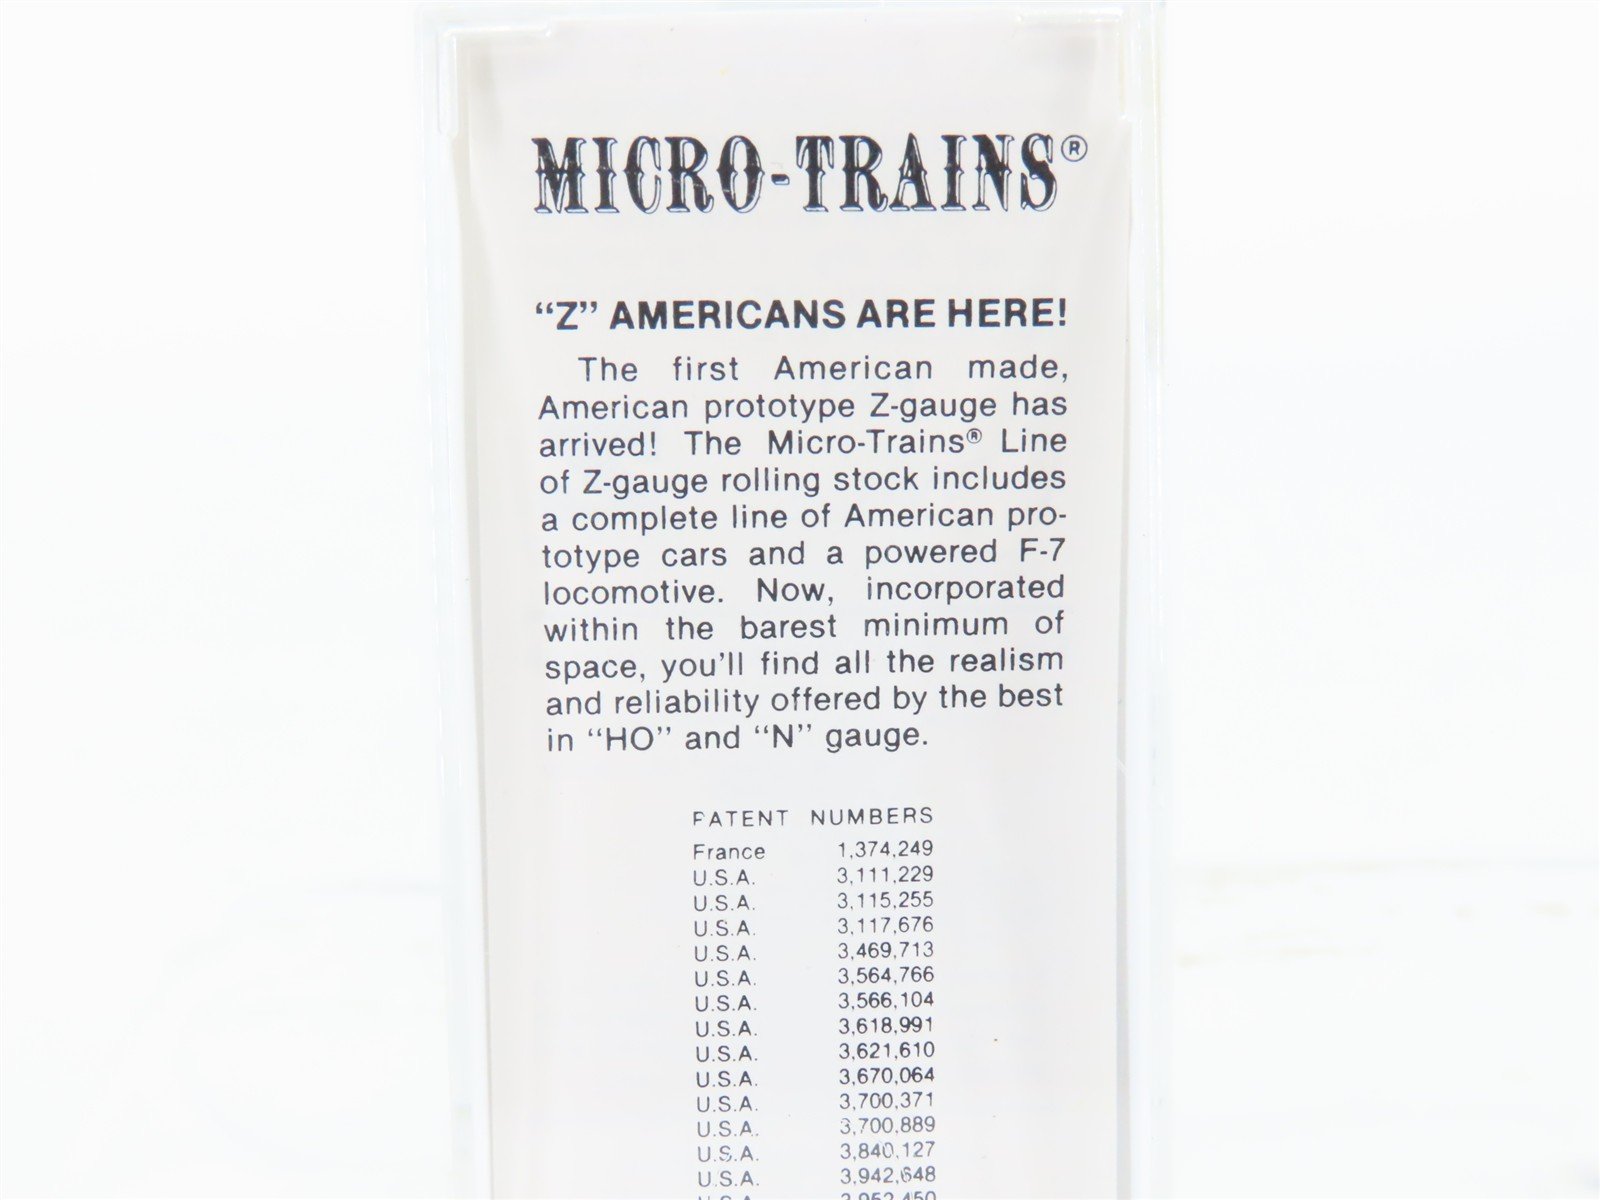 MICRO-TRAINS®
“Z” AMERICANS ARE HERE!
The first American made,
American prototype Z-gauge has
arrived! The Micro-Trains® Line
of Z-gauge rolling stock includes
a complete line of American pro-
totype cars and a powered F-7
locomotive. Now, incorporated
within the barest minimum of
space, you’ll find all the realism
and reliability offered by the best
in “HO” and “N” gauge.
PATENT NUMBERS
France 1,374,249
U.S.A. 3,111,229
U.S.A. 3,115,255
U.S.A. 3,117,676
U.S.A. 3,469,713
U.S.A. 3,564,766
U.S.A. 3,566,104
U.S.A. 3,618,991
U.S.A. 3,621,610
U.S.A. 3,670,064
U.S.A. 3,700,371
U.S.A. 3,700,889
U.S.A. 3,840,127
U.S.A. 3,942,648
U.S.A.